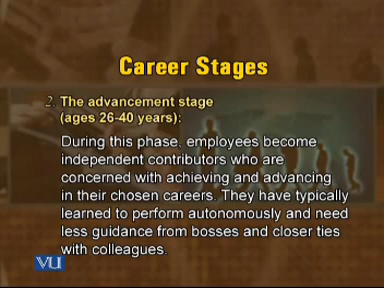 Career Stages
2. The advancement stage
(ages 26-40 years):
During this phase, employees become
independent contributors who are
concerned with achieving and advancing
in their chosen careers. They have typically
learned to perform autonomously and need
less guidance from bosses and closer ties
with colleagues.
VU